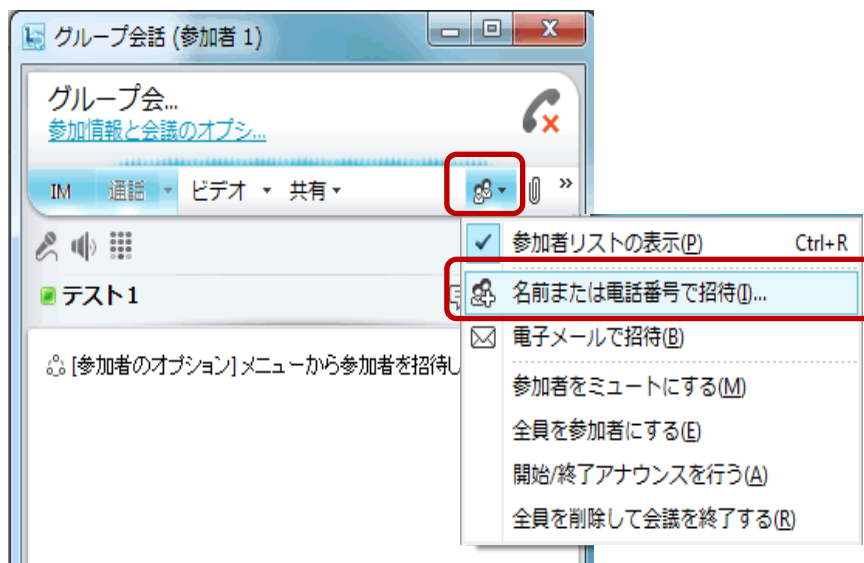 グループ会話 (参加者 1)
グループ会...
参加情報と会議のオプシ...
IM 通話 ビデオ 共有
テスト1
[参加者のオプション] メニューから参加者を招待し
参加者リストの表示(P) Ctrl+R
名前または電話番号で招待(I)...
電子メールで招待(B)
参加者をミュートにする(M)
全員を参加者にする(E)
開始/終了アナウンスを行う(A)
全員を削除して会議を終了する(R)